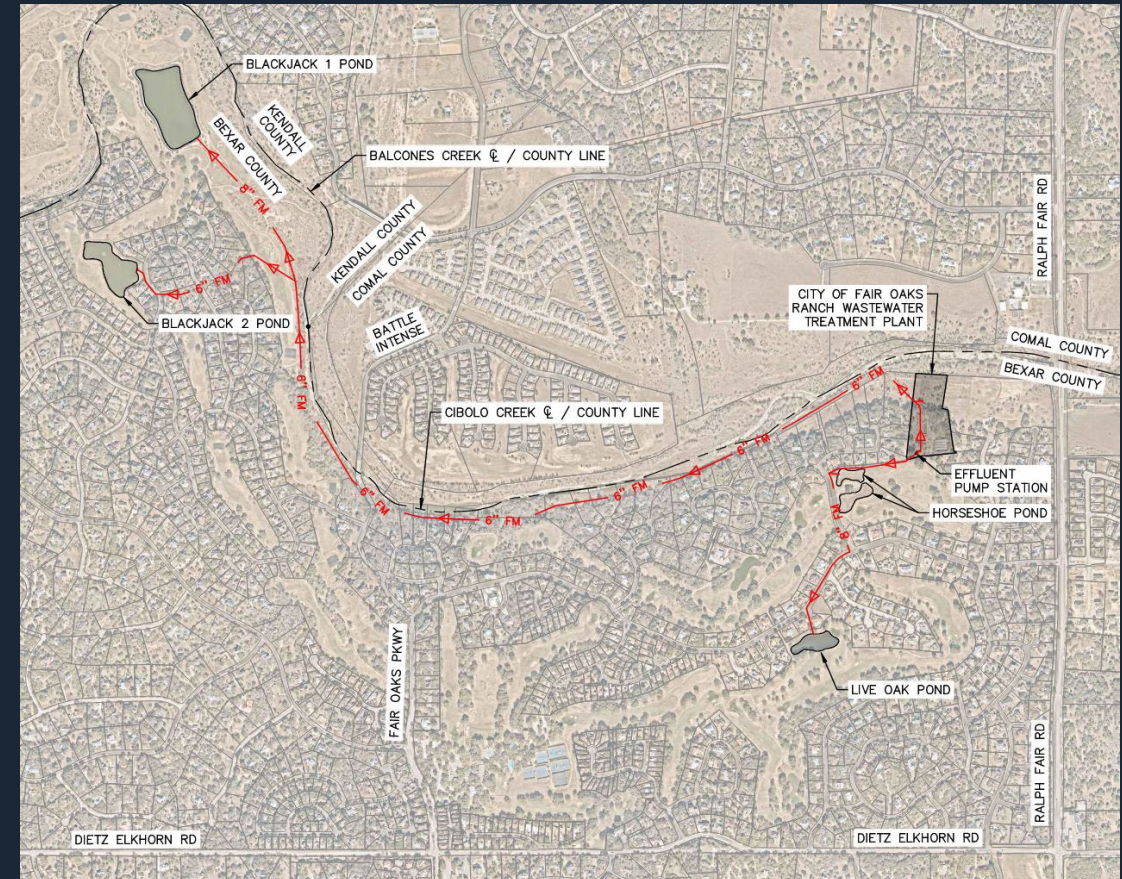 BLACKJACK 1 POND
KENDALL
COUNTY
BEXAR COUNTY
BALCONES CREEK ℄ / COUNTY LINE
8" FM
RALPH FAIR RD
KENDALL COUNTY
COMAL COUNTY
6" FM
BLACKJACK 2 POND
CITY OF FAIR OAKS
RANCH WASTEWATER
TREATMENT PLANT
BATTLE
INTENSE
COMAL COUNTY
BEXAR COUNTY
6" FM
6" FM
CIBOLO CREEK ℄ / COUNTY LINE
6" FM
6" FM
6" FM
6" FM
EFFLUENT
PUMP STATION
HORSESHOE POND
8" FM
FAIR OAKS PKWY
LIVE OAK POND
RALPH FAIR RD
DIETZ ELKHORN RD
DIETZ ELKHORN RD